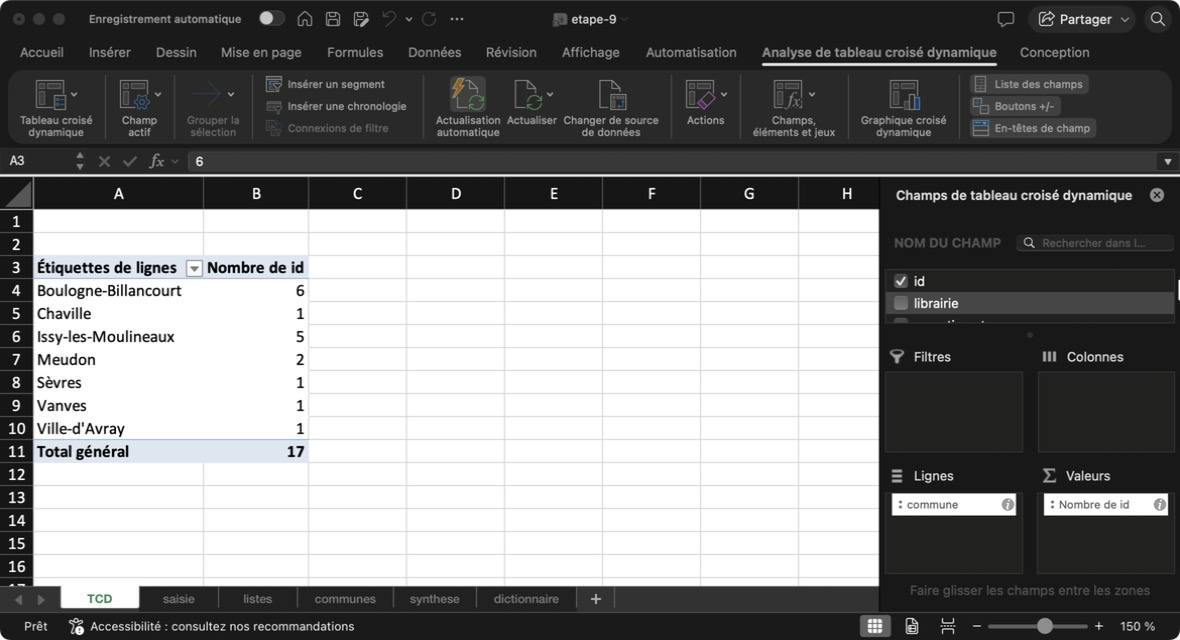 Enregistrement automatique
etape-9
Partager
Accueil Insérer Dessin Mise en page Formules Données Révision Affichage Automatisation Analyse de tableau croisé dynamique Conception
Tableau croisé dynamique
Champ actif
Grouper la sélection
Insérer un segment
Insérer une chronologie
Connexions de filtre
Actualisation automatique
Actualiser
Changer de source de données
Actions
Champs, éléments et jeux
Graphique croisé dynamique
Liste des champs
Boutons +/-
En-têtes de champ
A3 fx 6
A B C D E F G H
1
2
3 Étiquettes de lignes Nombre de id
4 Boulogne-Billancourt 6
5 Chaville 1
6 Issy-les-Moulineaux 5
7 Meudon 2
8 Sèvres 1
9 Vanves 1
10 Ville-d'Avray 1
11 Total général 17
12
13
14
15
16
Champs de tableau croisé dynamique
NOM DU CHAMP Rechercher dans l...
id
librairie
Filtres Colonnes
Lignes Valeurs
commune Nombre de id
Faire glisser les champs entre les zones
TCD saisie listes communes synthese dictionnaire +
Prêt Accessibilité : consultez nos recommandations 150 %